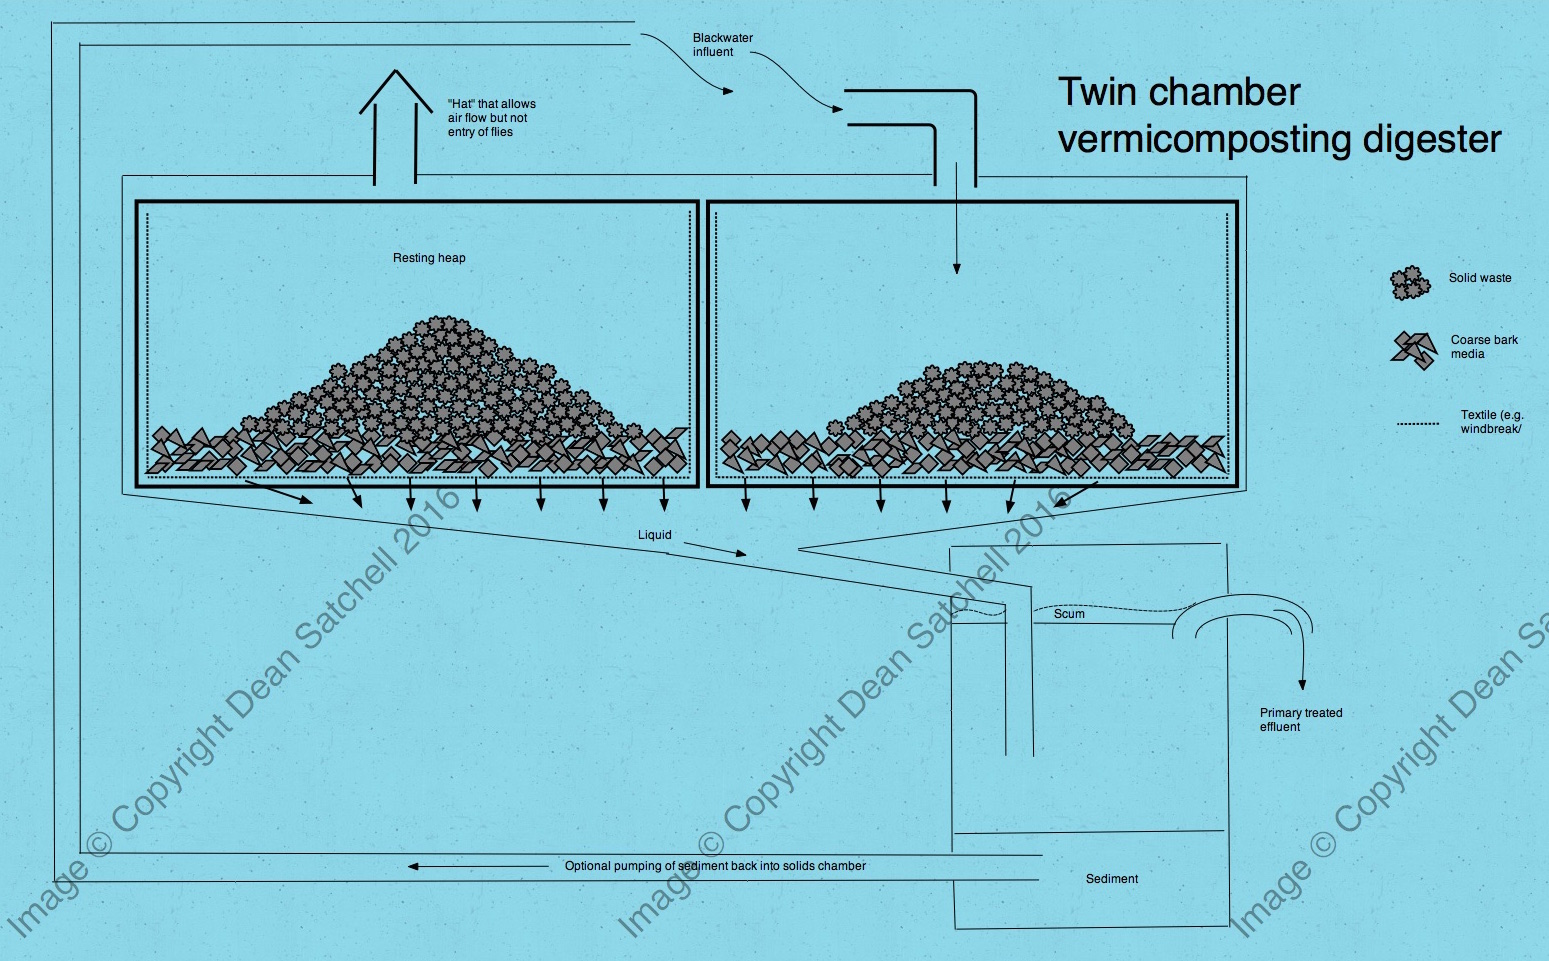 Blackwater
influent
Twin chamber
vermicomposting digester
"Hat" that allows
air flow but not
entry of flies
Resting heap
Solid waste
Coarse bark
media
Textile (e.g.
windbreak/
Liquid
Scum
Primary treated
effluent
Optional pumping of sediment back into solids chamber
Sediment
Image © Copyright Dean Satchell 2016
Image © Copyright Dean Satchell 2016
Image © Copyright Dean Sa